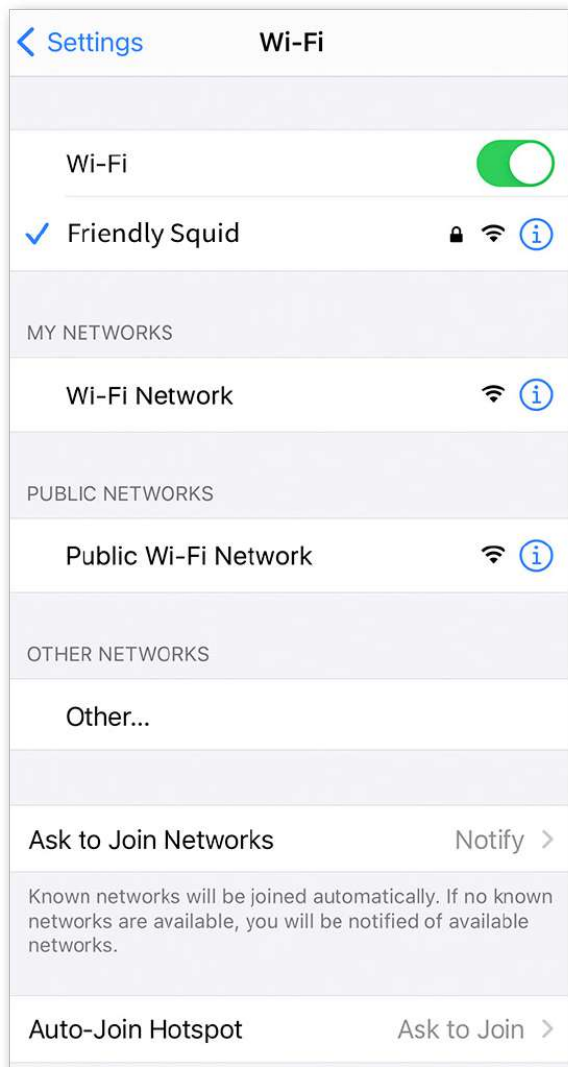 Settings
Wi-Fi
Wi-Fi
Friendly Squid
MY NETWORKS
Wi-Fi Network
PUBLIC NETWORKS
Public Wi-Fi Network
OTHER NETWORKS
Other...
Ask to Join Networks Notify
Known networks will be joined automatically. If no known
networks are available, you will be notified of available
networks.
Auto-Join Hotspot Ask to Join